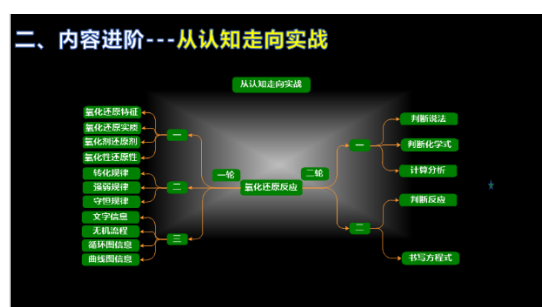 二、内容进阶---从认知走向实战
从认知走向实战
氧化还原特征
氧化还原实质
氧化剂还原剂
氧化性还原性
一
转化规律
强弱规律
守恒规律
二
文字信息
无机流程
循环图信息
曲线图信息
三
一轮
氧化还原反应
二轮
一
判断说法
判断化学式
计算分析
二
判断反应
书写方程式